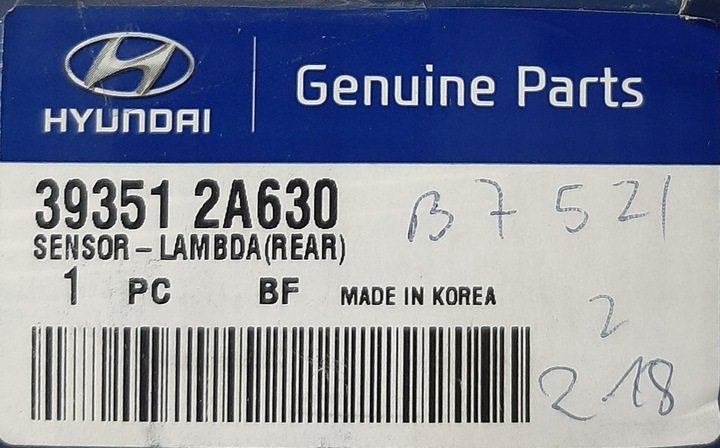 HYUNDAI
Genuine Parts
39351 2A630
B7521
SENSOR-LAMBDA(REAR)
1 PC BF MADE IN KOREA
2
2.18